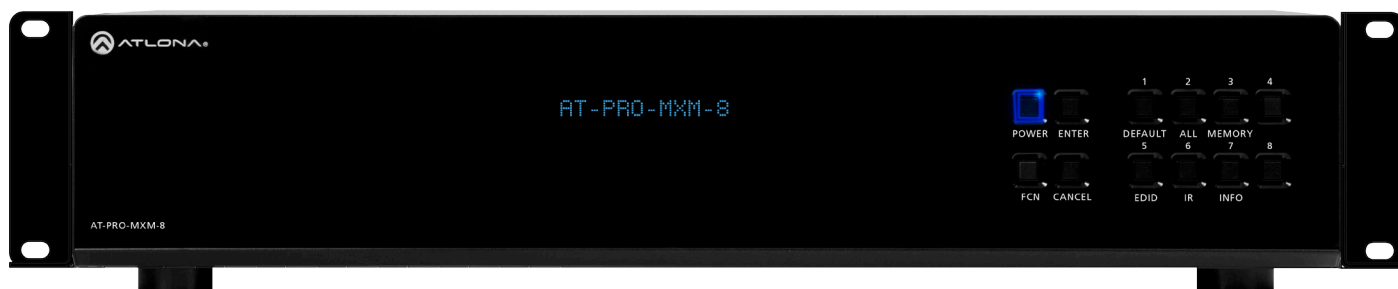 ATLONA®
AT-PRO-MXM-8
1 2 3 4
POWER ENTER DEFAULT ALL MEMORY
5 6 7 8
FCN CANCEL EDID IR INFO
AT-PRO-MXM-8